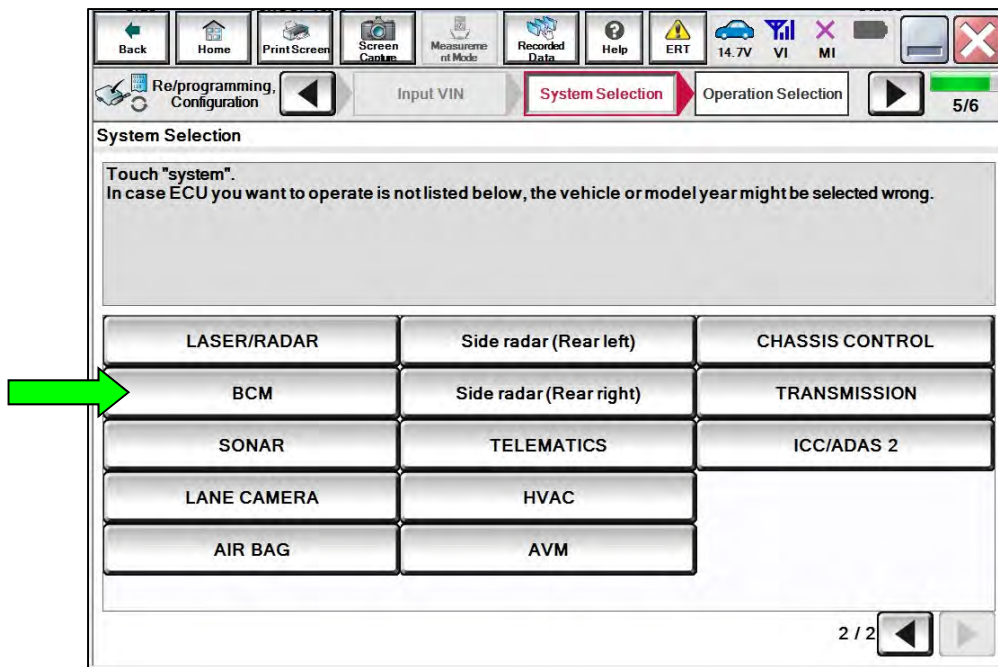 Back
Home
Print Screen
Screen Capture
Measurement Mode
Recorded Data
Help
ERT
14.7V
VI
MI
Re/programming,
Configuration
Input VIN
System Selection
Operation Selection
5/6
System Selection
Touch "system".
In case ECU you want to operate is not listed below, the vehicle or model year might be selected wrong.
LASER/RADAR
Side radar (Rear left)
CHASSIS CONTROL
BCM
Side radar (Rear right)
TRANSMISSION
SONAR
TELEMATICS
ICC/ADAS 2
LANE CAMERA
HVAC
AIR BAG
AVM
2 / 2